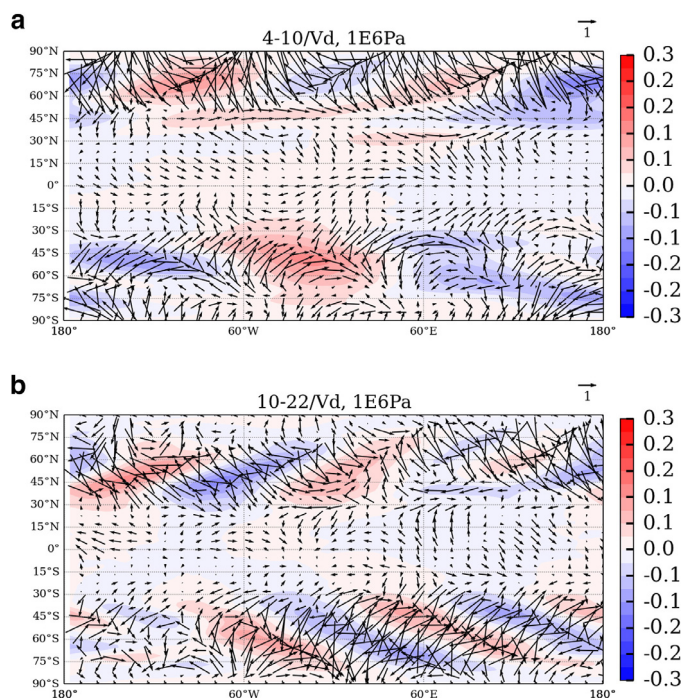 a
4-10/Vd, 1E6Pa
1
90°N
75°N
60°N
45°N
30°N
15°N
0°
15°S
30°S
45°S
60°S
75°S
90°S
180° 60°W 60°E 180°
0.3
0.2
0.2
0.1
0.1
0.0
-0.1
-0.1
-0.2
-0.2
-0.3
b
10-22/Vd, 1E6Pa
1
90°N
75°N
60°N
45°N
30°N
15°N
0°
15°S
30°S
45°S
60°S
75°S
90°S
180° 60°W 60°E 180°
0.3
0.2
0.2
0.1
0.1
0.0
-0.1
-0.1
-0.2
-0.2
-0.3